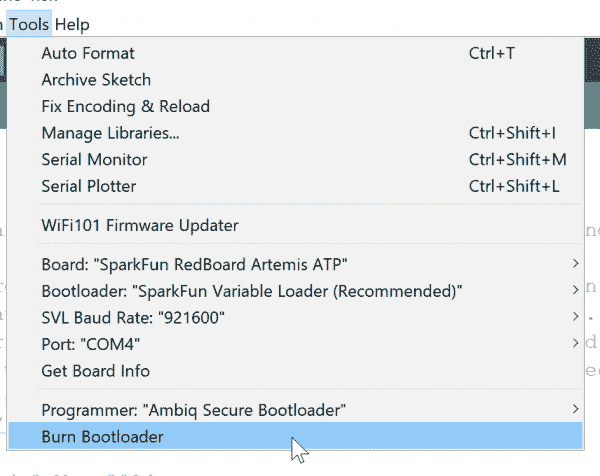 Tools Help
Auto Format Ctrl+T
Archive Sketch
Fix Encoding & Reload
Manage Libraries... Ctrl+Shift+I
Serial Monitor Ctrl+Shift+M
Serial Plotter Ctrl+Shift+L
WiFi101 Firmware Updater
Board: "SparkFun RedBoard Artemis ATP"
Bootloader: "SparkFun Variable Loader (Recommended)"
SVL Baud Rate: "921600"
Port: "COM4"
Get Board Info
Programmer: "Ambiq Secure Bootloader"
Burn Bootloader